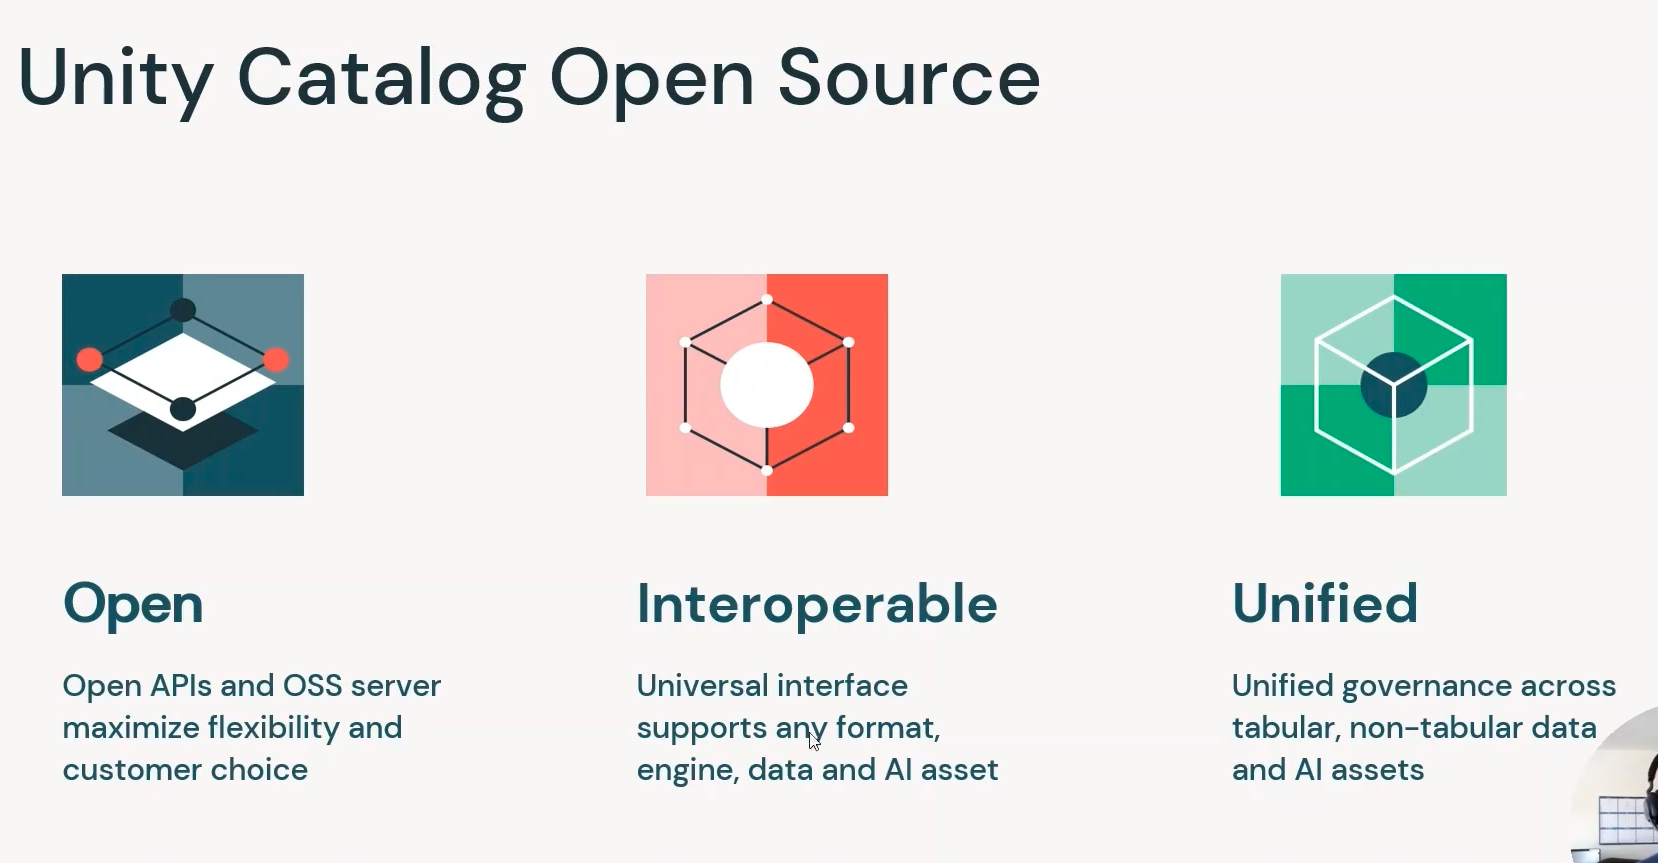 Unity Catalog Open Source
Open
Open APIs and OSS server
maximize flexibility and
customer choice
Interoperable
Universal interface
supports any format,
engine, data and AI asset
Unified
Unified governance across
tabular, non-tabular data
and AI assets